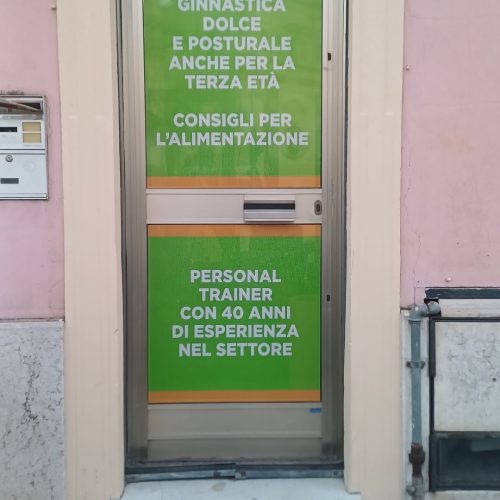 GINNASTICA
DOLCE
E POSTURALE
ANCHE PER LA
TERZA ETÀ
CONSIGLI PER
L'ALIMENTAZIONE
PERSONAL
TRAINER
CON 40 ANNI
DI ESPERIENZA
NEL SETTORE